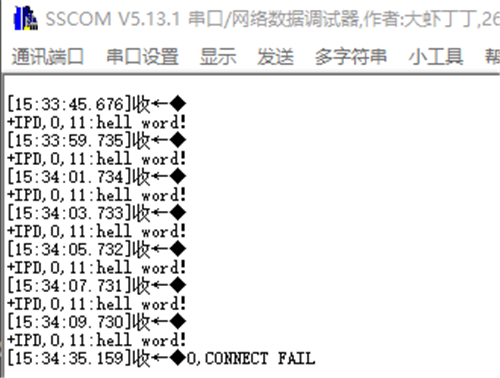 SSCOM V5.13.1 串口/网络数据调试器,作者:大虾丁丁,26
通讯端口 串口设置 显示 发送 多字符串 小工具
[15:33:45.676]收←◆
+IPD,0,11:hell word!
[15:33:59.735]收←◆
+IPD,0,11:hell word!
[15:34:01.734]收←◆
+IPD,0,11:hell word!
[15:34:03.733]收←◆
+IPD,0,11:hell word!
[15:34:05.732]收←◆
+IPD,0,11:hell word!
[15:34:07.731]收←◆
+IPD,0,11:hell word!
[15:34:09.730]收←◆
+IPD,0,11:hell word!
[15:34:35.159]收←◆0,CONNECT FAIL